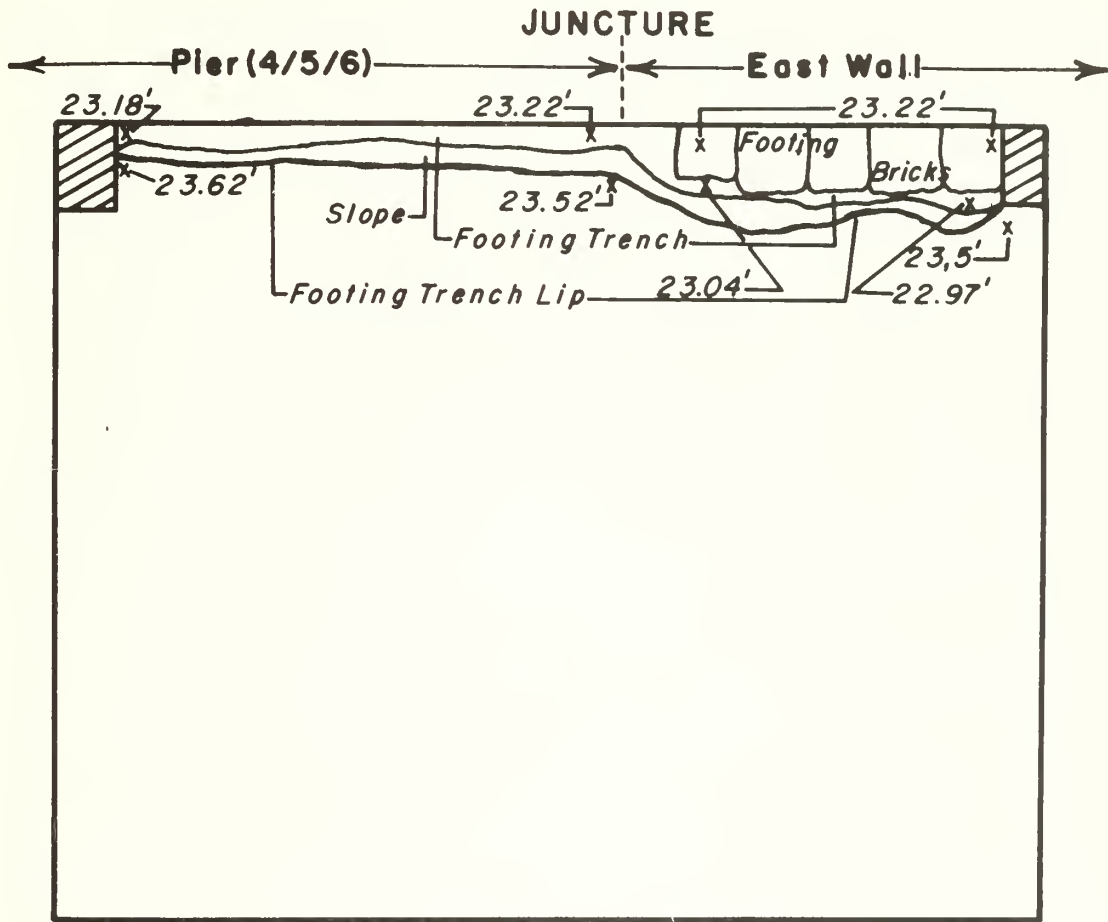 JUNCTURE
Pier (4/5/6) East Wall
23.18' 23.22' 23.22'
Footing
Bricks
23.62'
23.52'
Slope
Footing Trench
23,5'
Footing Trench Lip 23.04' 22.97'